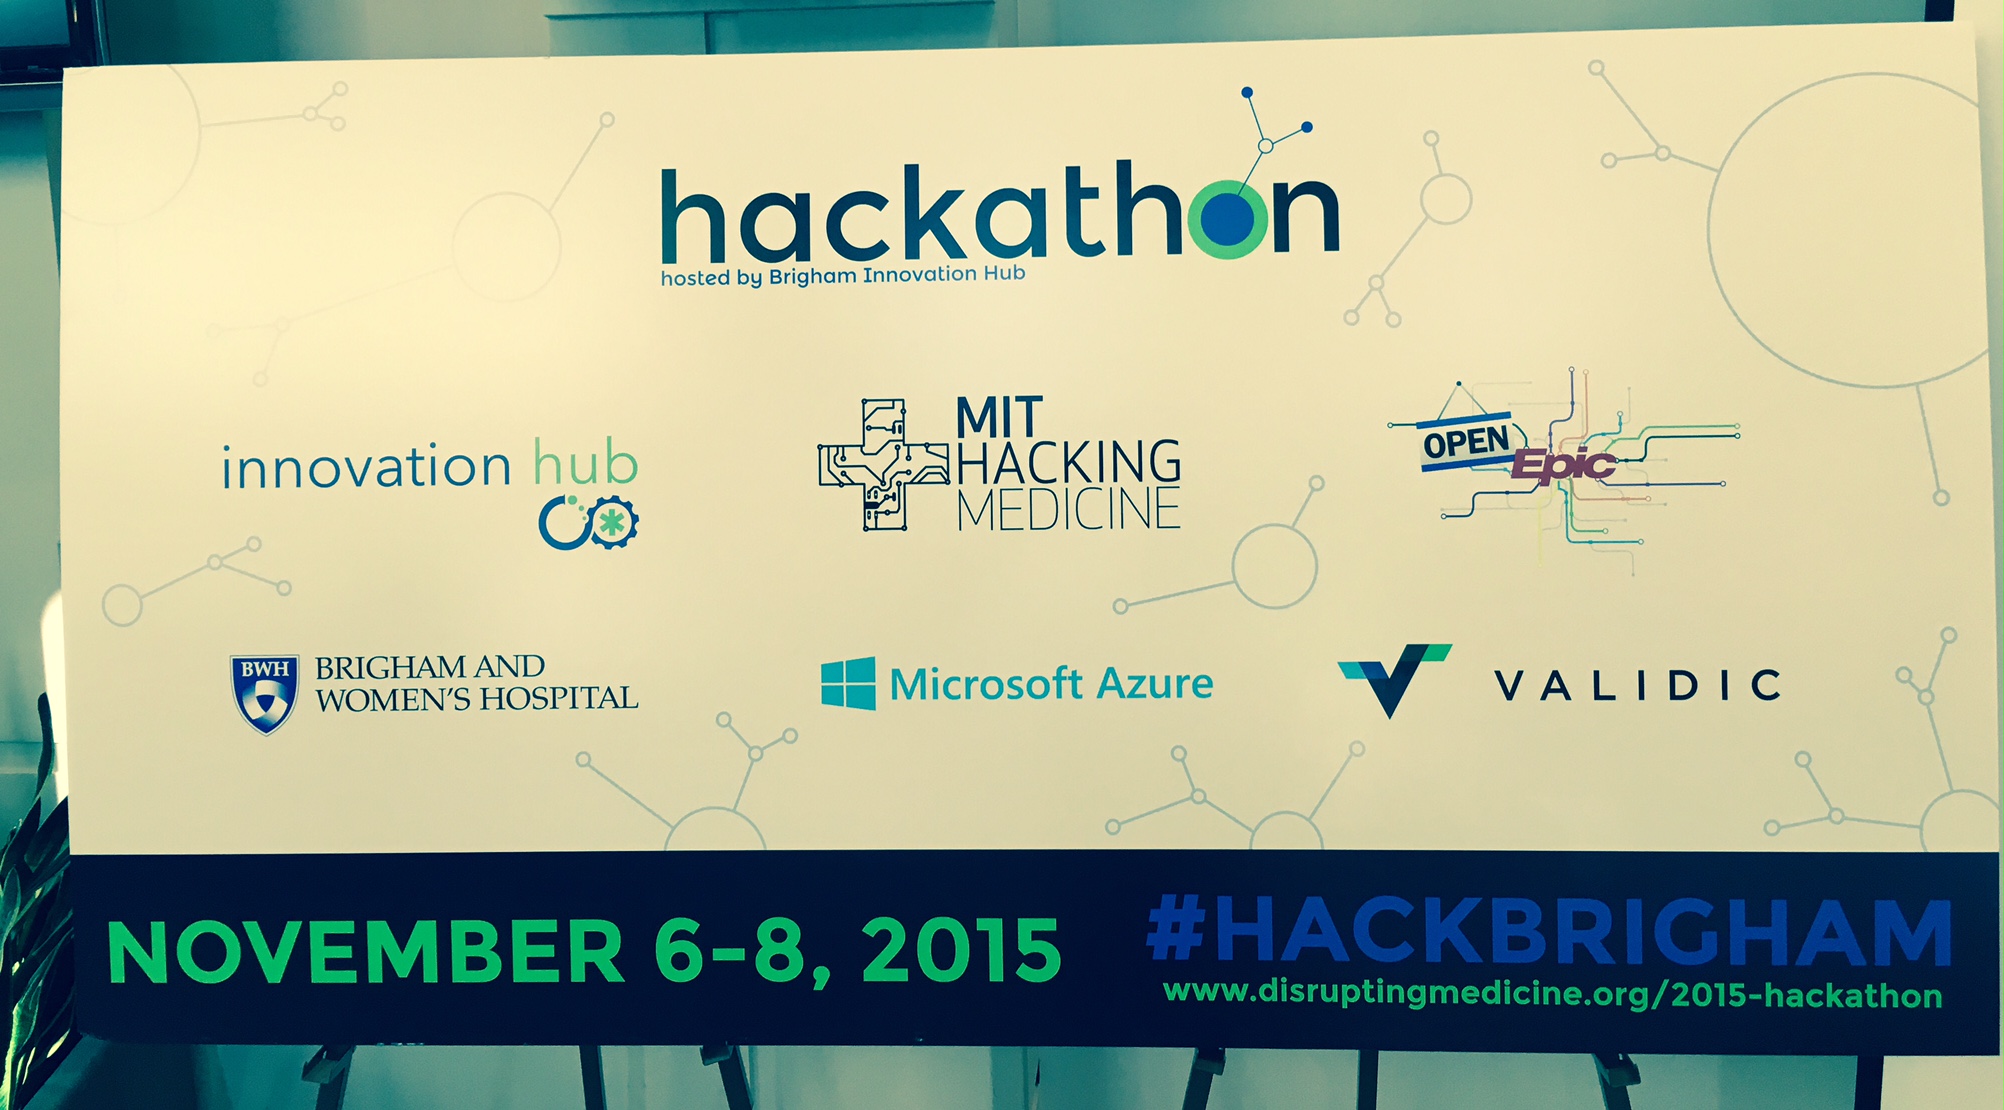 hackathon
hosted by Brigham Innovation Hub
innovation hub
MIT
HACKING
MEDICINE
OPEN
Epic
BWH
BRIGHAM AND
WOMEN'S HOSPITAL
Microsoft Azure
VALIDIC
NOVEMBER 6-8, 2015
#HACKBRIGHAM
www.disruptingmedicine.org/2015-hackathon